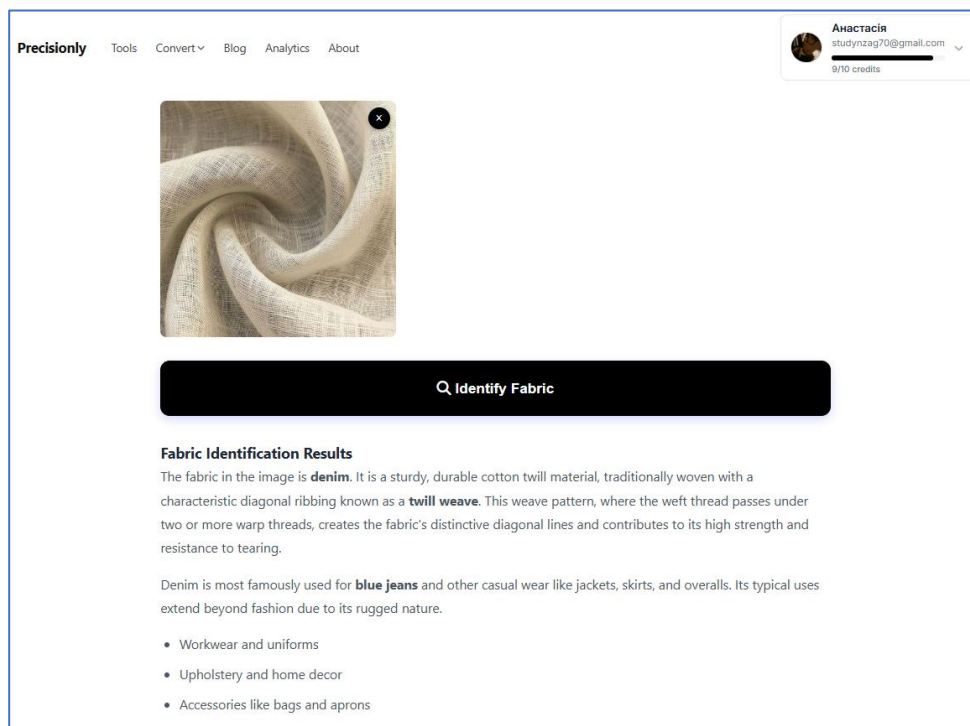 Precisionly
Tools
Convert
Blog
Analytics
About
Анастасія
studynzag70@gmail.com
9/10 credits
x
Identify Fabric
Fabric Identification Results
The fabric in the image is denim. It is a sturdy, durable cotton twill material, traditionally woven with a
characteristic diagonal ribbing known as a twill weave. This weave pattern, where the weft thread passes under
two or more warp threads, creates the fabric's distinctive diagonal lines and contributes to its high strength and
resistance to tearing.
Denim is most famously used for blue jeans and other casual wear like jackets, skirts, and overalls. Its typical uses
extend beyond fashion due to its rugged nature.
• Workwear and uniforms
• Upholstery and home decor
• Accessories like bags and aprons